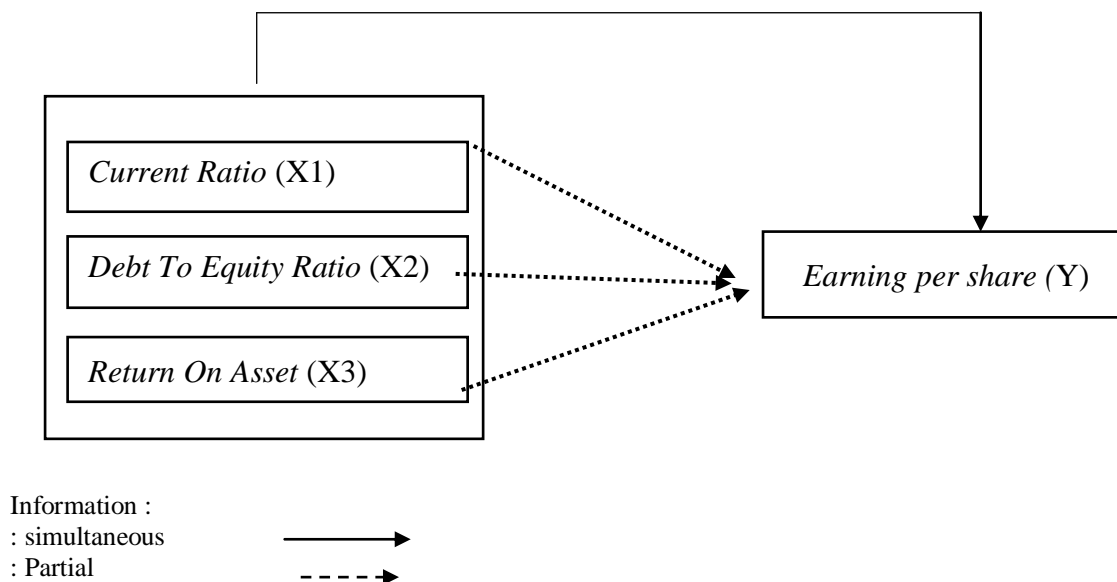 Current Ratio (X1)
Debt To Equity Ratio (X2)
Earning per share (Y)
Return On Asset (X3)
Information :
: simultaneous
: Partial